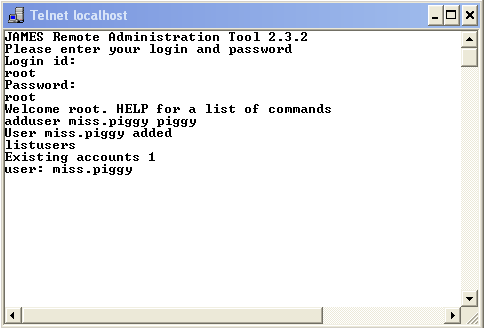 Telnet localhost
JAMES Remote Administration Tool 2.3.2
Please enter your login and password
Login id:
root
Password:
root
Welcome root. HELP for a list of commands
adduser miss.piggy piggy
User miss.piggy added
listusers
Existing accounts 1
user: miss.piggy